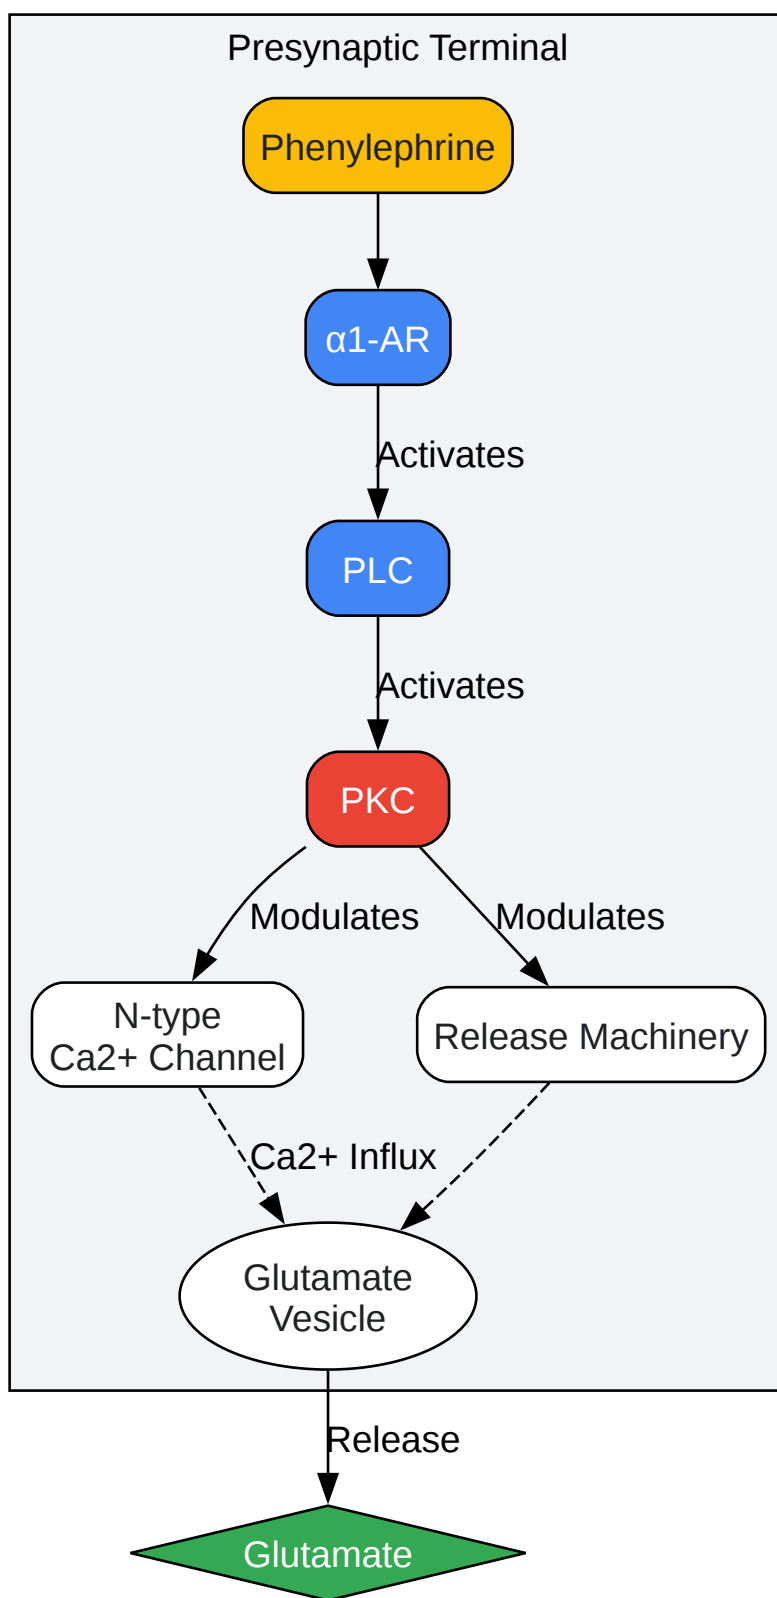 Presynaptic Terminal
Phenylephrine
α1-AR
Activates
PLC
Activates
PKC
Modulates
Modulates
N-type
Ca2+ Channel
Release Machinery
Ca2+ Influx
Glutamate
Vesicle
Release
Glutamate